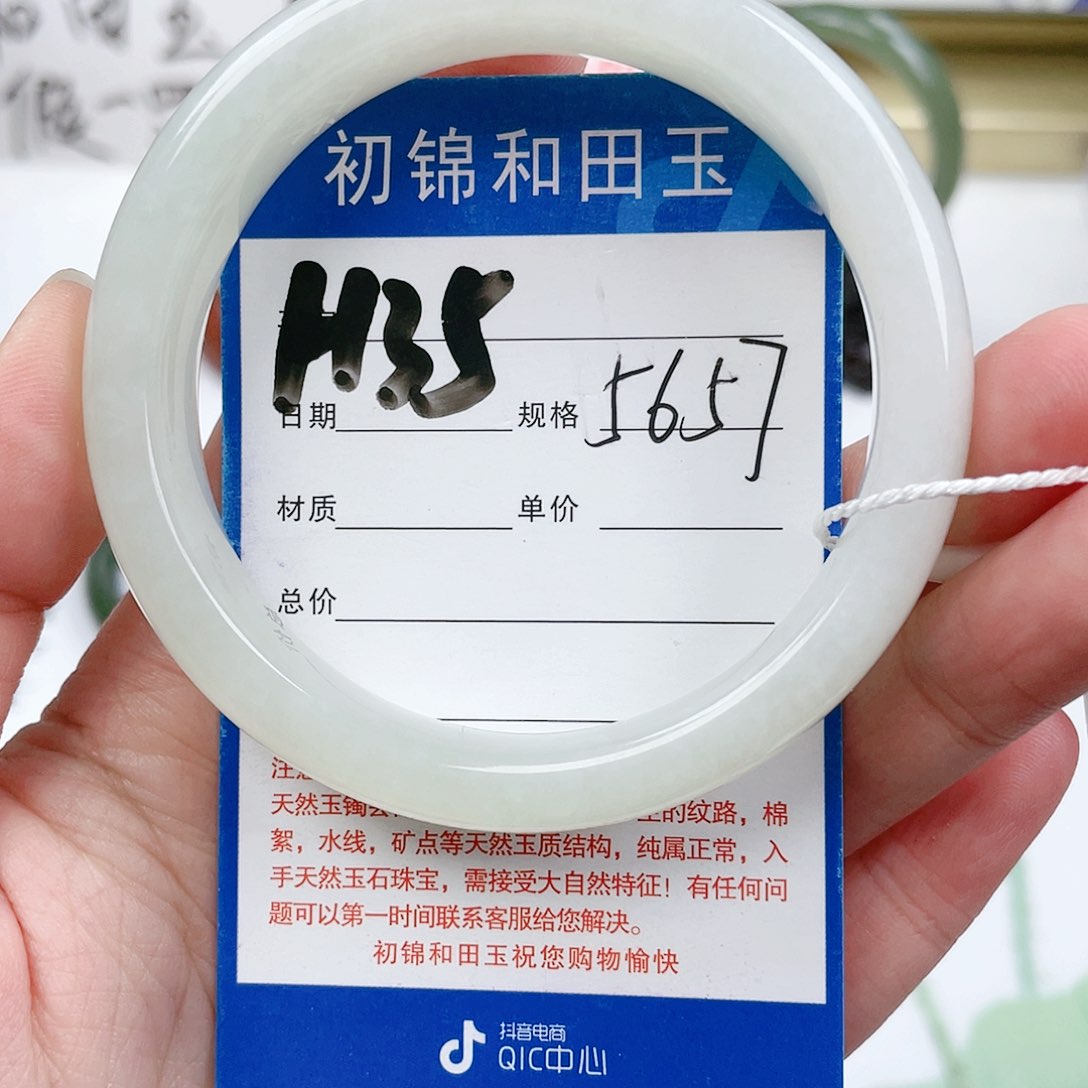 初锦和田玉
H35
日期 规格 5657
材质 单价
总价
天然玉镯 的纹路，棉
絮，水线，矿点等天然玉质结构，纯属正常，入
手天然玉石珠宝，需接受大自然特征！有任何问
题可以第一时间联系客服给您解决。
初锦和田玉祝您购物愉快
抖音电商
QIC中心